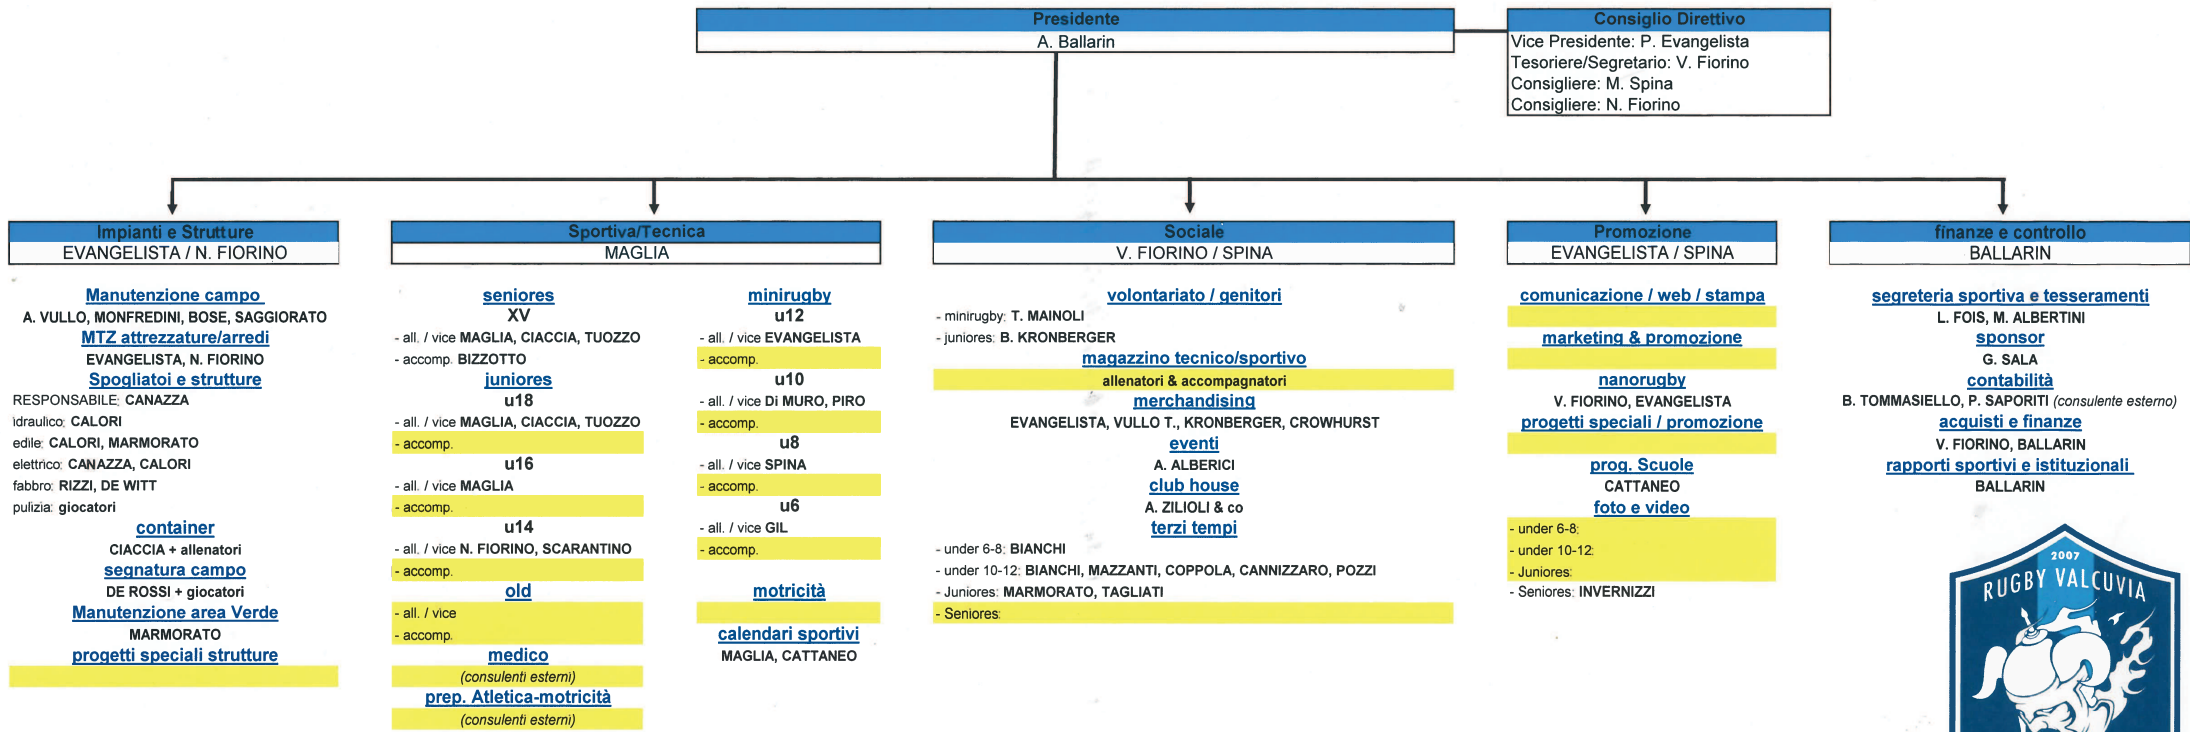 Presidente
A. Ballarin
Consiglio Direttivo
Vice Presidente: P. Evangelista
Tesoriere/Segretario: V. Fiorino
Consigliere: M. Spina
Consigliere: N. Fiorino
Impianti e Strutture
EVANGELISTA / N. FIORINO
Manutenzione campo
A. VULLO, MONFREDINI, BOSE, SAGGIORATO
MTZ attrezzature/arredi
EVANGELISTA, N. FIORINO
Spogliatoi e strutture
RESPONSABILE: CANAZZA
idraulico: CALORI
edile: CALORI, MARMORATO
elettrico: CANAZZA, CALORI
fabbro: RIZZI, DE WITT
pulizia: giocatori
container
CIACCIA + allenatori
segnatura campo
DE ROSSI + giocatori
Manutenzione area Verde
MARMORATO
progetti speciali strutture
Sportiva/Tecnica
MAGLIA
seniores
XV
- all. / vice MAGLIA, CIACCIA, TUOZZO
- accomp. BIZZOTTO
juniores
u18
- all. / vice MAGLIA, CIACCIA, TUOZZO
- accomp.
u16
- all. / vice MAGLIA
- accomp.
u14
- all. / vice N. FIORINO, SCARANTINO
- accomp.
old
- all. / vice
- accomp.
medico
(consulenti esterni)
prep. Atletica-motricità
(consulenti esterni)
minirugby
u12
- all. / vice EVANGELISTA
- accomp.
u10
- all. / vice Di MURO, PIRO
- accomp.
u8
- all. / vice SPINA
- accomp.
u6
- all. / vice GIL
- accomp.
motricità
calendari sportivi
MAGLIA, CATTANEO
Sociale
V. FIORINO / SPINA
volontariato / genitori
- minirugby: T. MAINOLI
- juniores: B. KRONBERGER
magazzino tecnico/sportivo
allenatori & accompagnatori
merchandising
EVANGELISTA, VULLO T., KRONBERGER, CROWHURST
eventi
A. ALBERICI
club house
A. ZILIOLI & co
terzi tempi
- under 6-8: BIANCHI
- under 10-12: BIANCHI, MAZZANTI, COPPOLA, CANNIZZARO, POZZI
- Juniores: MARMORATO, TAGLIATI
- Seniores:
Promozione
EVANGELISTA / SPINA
comunicazione / web / stampa
marketing & promozione
nanorugby
V. FIORINO, EVANGELISTA
progetti speciali / promozione
prog. Scuole
CATTANEO
foto e video
- under 6-8:
- under 10-12:
- Juniores:
- Seniores: INVERNIZZI
finanze e controllo
BALLARIN
segreteria sportiva e tesseramenti
L. FOIS, M. ALBERTINI
sponsor
G. SALA
contabilità
B. TOMMASIELLO, P. SAPORITI (consulente esterno)
acquisti e finanze
V. FIORINO, BALLARIN
rapporti sportivi e istituzionali
BALLARIN
2007
RUGBY VALCUVIA